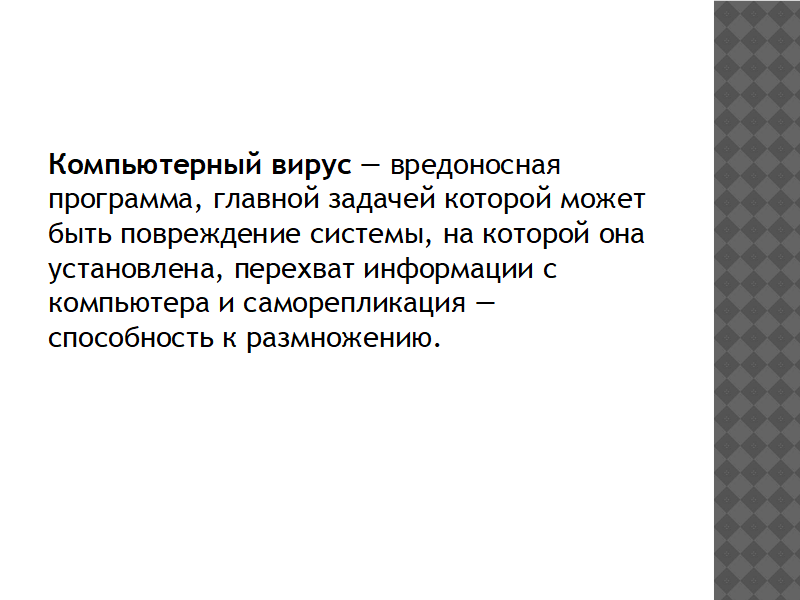 Компьютерный вирус — вредоносная
программа, главной задачей которой может
быть повреждение системы, на которой она
установлена, перехват информации с
компьютера и саморепликация —
способность к размножению.